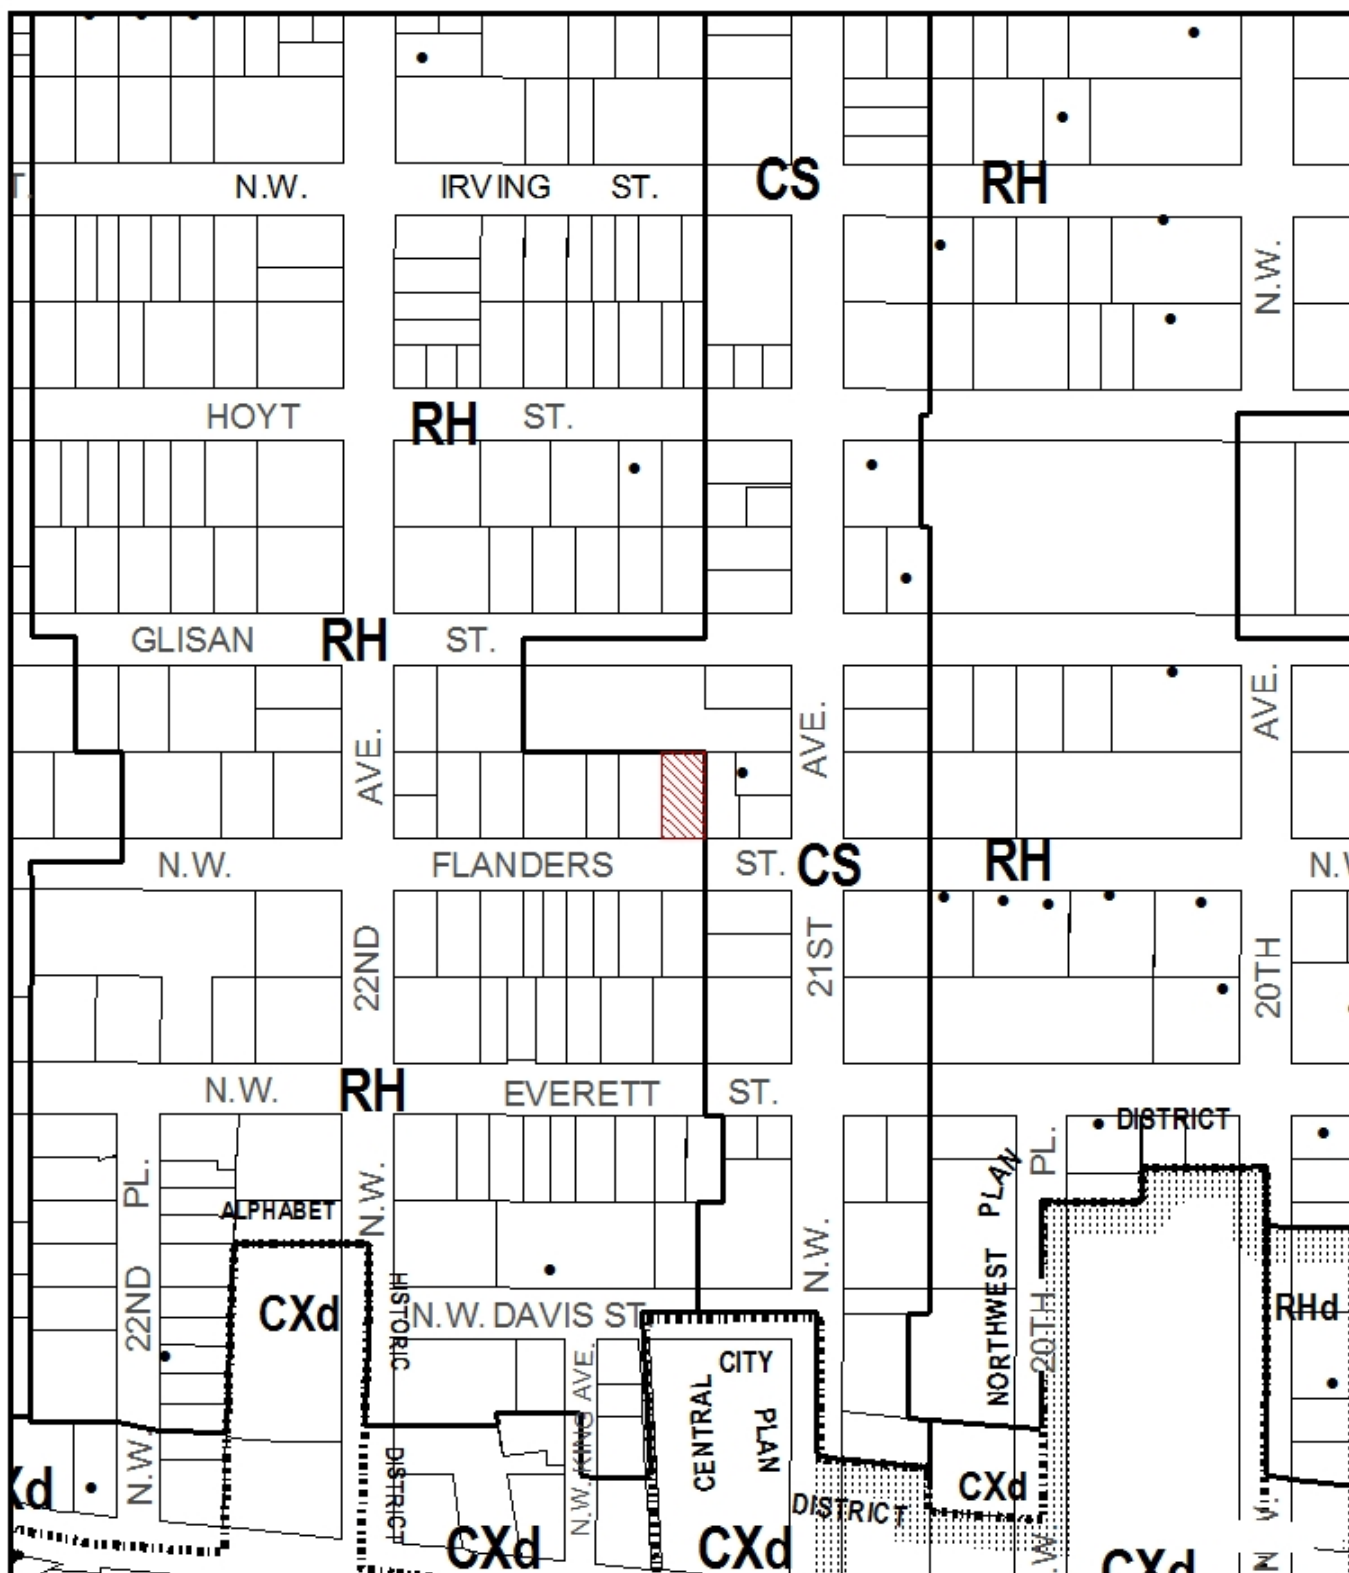 T. N.W. IRVING ST. CS RH
N.W.
HOYT RH ST.
GLISAN RH ST.
AVE. AVE. AVE.
N.W. FLANDERS ST. CS RH
22ND 21ST 20TH
N.W. RH EVERETT ST.
DISTRICT
PL. N.W. N.W. PLAN PL.
ALPHABET
22ND CXd HISTORIC N.W. DAVIS ST. NORTHWEST 20TH RHd
N.W. KING AVE. CITY
CENTRAL PLAN
N.W. DISTRICT DISTRICT CXd
Xd
CXd CXd CXd